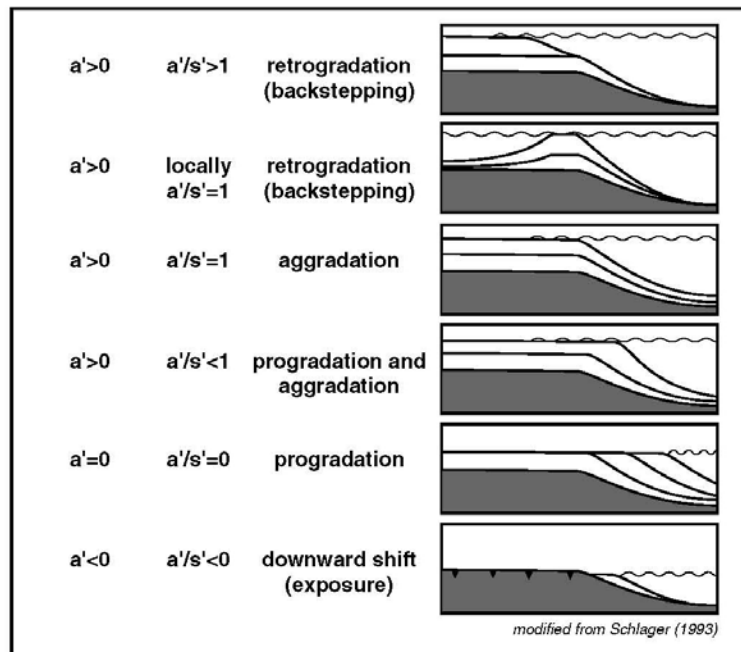 a'>0 a'/s'>1 retrogradation
(backstepping)
a'>0 locally retrogradation
a'/s'=1 (backstepping)
a'>0 a'/s'=1 aggradation
a'>0 a'/s'<1 progradation and
aggradation
a'=0 a'/s'=0 progradation
a'<0 a'/s'<0 downward shift
(exposure)
modified from Schlager (1993)